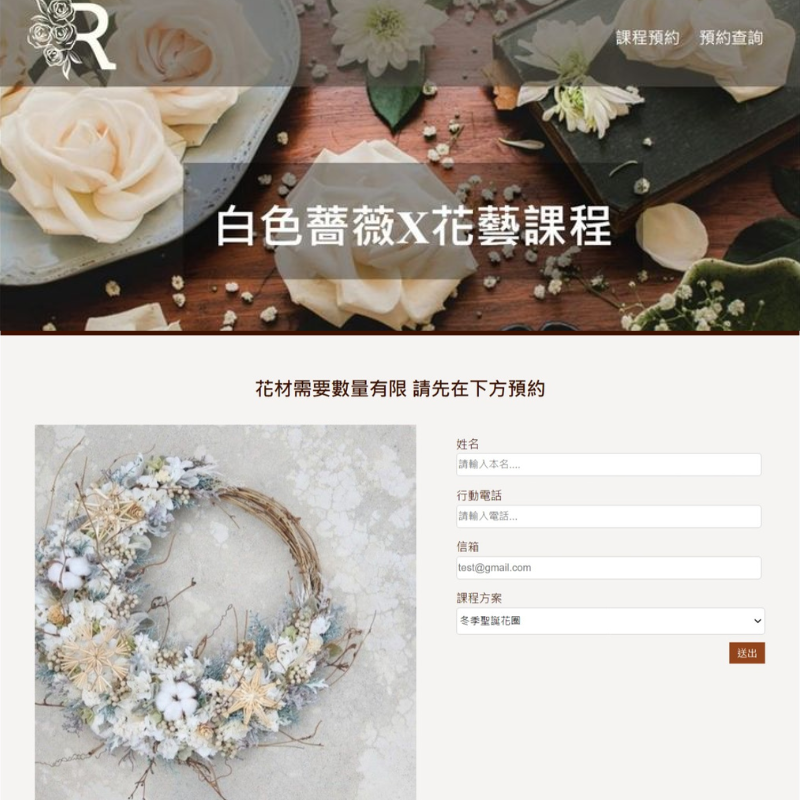 R
課程預約 預約查詢
白色薔薇X花藝課程
花材需要數量有限 請先在下方預約
姓名
請輸入本名....
行動電話
請輸入電話...
信箱
test@gmail.com
課程方案
冬季聖誕花圈
送出